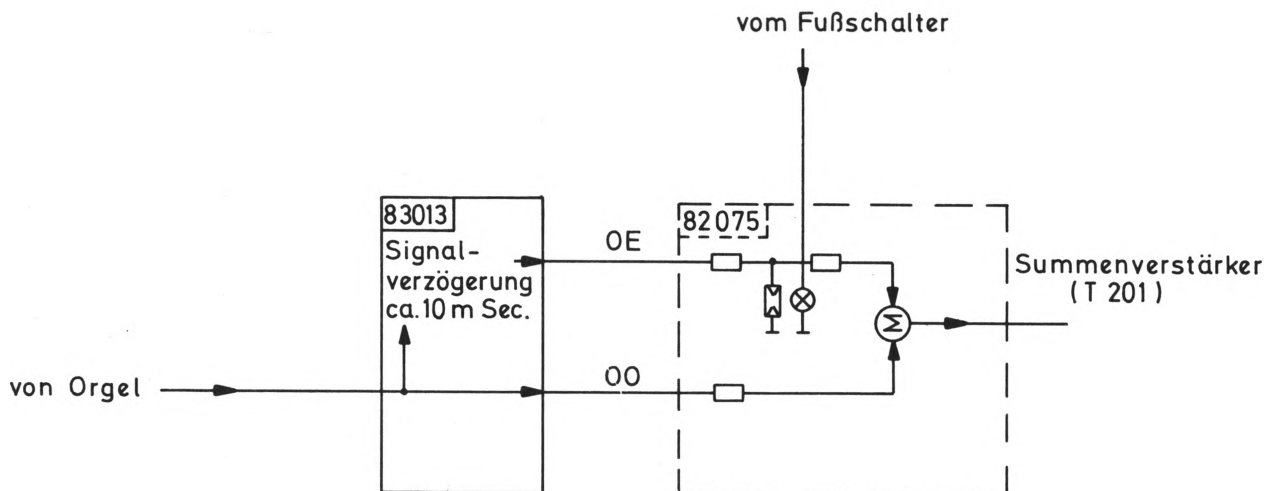 vom Fußschalter
83013
Signal-
verzögerung
ca. 10 m Sec.
OE
82075
Summenverstärker
(T 201)
von Orgel
OO
M